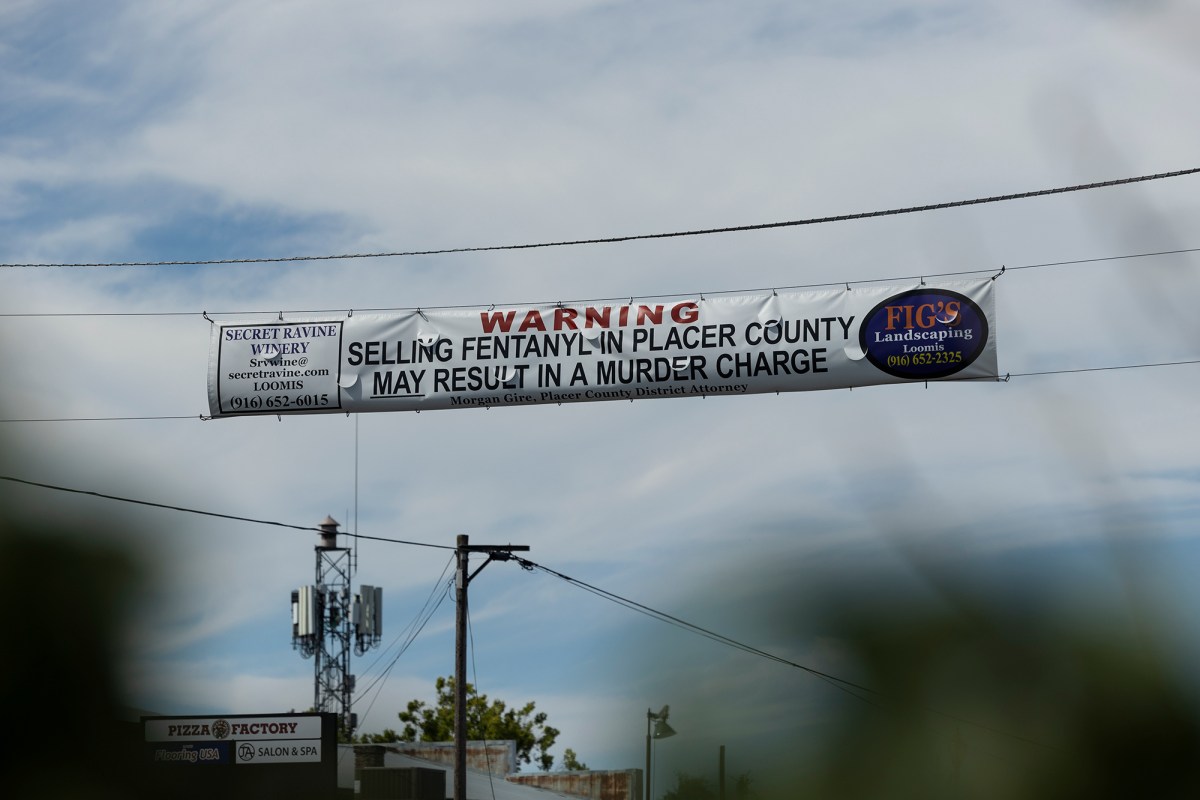 SECRET RAVINE
WINERY
Srvwine@
secretravine.com
LOOMIS
(916) 652-6015
WARNING
SELLING FENTANYL IN PLACER COUNTY
MAY RESULT IN A MURDER CHARGE
Morgan Gire, Placer County District Attorney
FIG'S
Landscaping
Loomis
(916) 652-2325
PIZZA FACTORY
Flooring USA
JA SALON & SPA